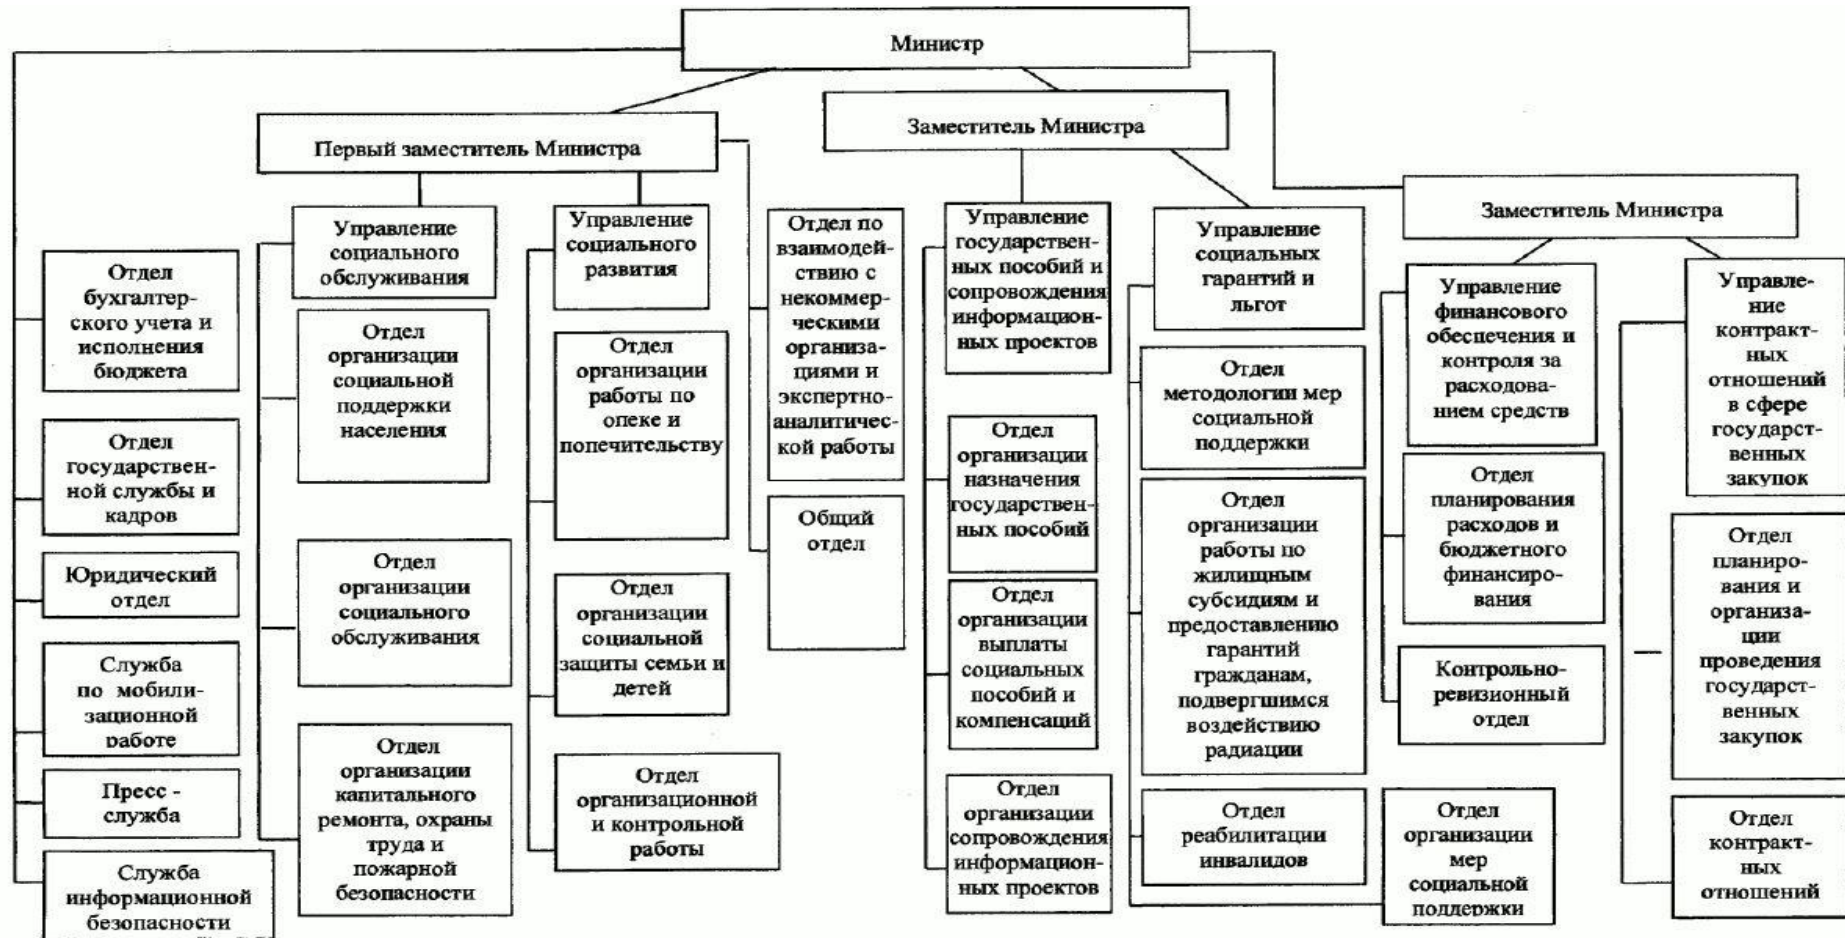 Министр
Первый заместитель Министра
Заместитель Министра
Заместитель Министра
Отдел
бухгалтер-
ского учета и
исполнения
бюджета
Отдел
государствен-
ной службы и
кадров
Юридический
отдел
Служба
по мобили-
зационной
работе
Пресс -
служба
Служба
информационной
безопасности
Управление
социального
обслуживания
Отдел
организации
социальной
поддержки
населения
Отдел
организации
социального
обслуживания
Отдел
организации
капитального
ремонта, охраны
труда и
пожарной
безопасности
Управление
социального
развития
Отдел
организации
работы по
опеке и
попечительству
Отдел
организации
социальной
защиты семьи и
детей
Отдел
организационной
и контрольной
работы
Отдел по
взаимодей-
ствию с
некоммер-
ческими
организа-
циями и
экспертно-
аналитичес-
кой работы
Общий
отдел
Управление
государствен-
ных пособий и
сопровождения
информацион-
ных проектов
Отдел
организации
назначения
государствен-
ных пособий
Отдел
организации
выплаты
социальных
пособий и
компенсаций
Отдел
организации
сопровождения
информацион-
ных проектов
Управление
социальных
гарантий и
льгот
Отдел
методологии мер
социальной
поддержки
Отдел
организации
работы по
жилищным
субсидиям и
предоставлению
гарантий
гражданам,
подвергшимся
воздействию
радиации
Отдел
реабилитации
инвалидов
Отдел
организации
мер
социальной
поддержки
Управление
финансового
обеспечения и
контроля за
расходова-
нием средств
Отдел
планирования
расходов и
бюджетного
финансиро-
вания
Контрольно-
ревизионный
отдел
Управле-
ние
контракт-
ных
отношений
в сфере
государст-
венных
закупок
Отдел
планиро-
вания и
организа-
ции
проведения
государст-
венных
закупок
Отдел
контракт-
ных
отношений